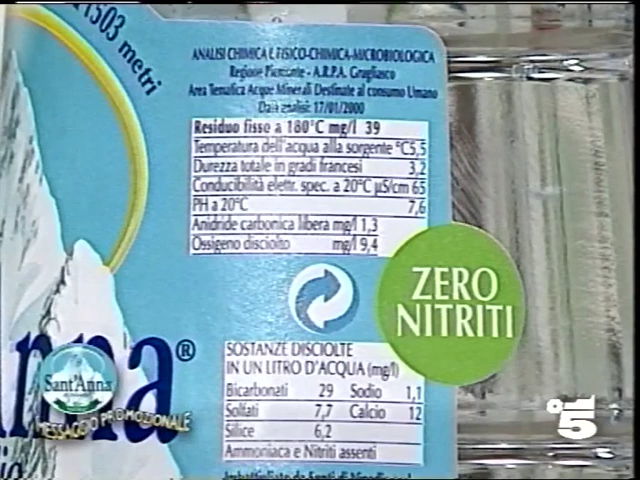 1503 metri
ANALISI CHIMICA E FISICO-CHIMICA-MICROBIOLOGICA
Regione Piemonte - A.R.P.A. Grugliasco
Area Tematica Acque Minerali Destinate al consumo Umano
Data analisi: 17/01/2000
Residuo fisso a 180°C mg/l 39
Temperatura dell'acqua alla sorgente °C 5,5
Durezza totale in gradi francesi 3,2
Conducibilità elettr. spec. a 20°C µS/cm 65
PH a 20°C 7,6
Anidride carbonica libera mg/l 1,3
Ossigeno disciolto mg/l 9,4
ZERO
NITRITI
SOSTANZE DISCIOLTE
IN UN LITRO D'ACQUA (mg/l)
Bicarbonati 29 Sodio 1,1
Solfati 7,7 Calcio 12
Silice 6,2
Ammoniaca e Nitriti assenti
nna®
Sant'Anna
MESSAGGIO PROMOZIONALE
5